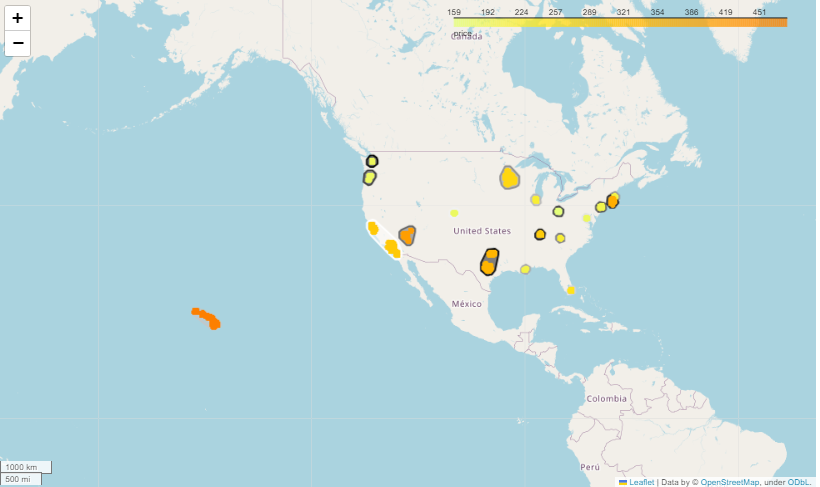 +
−
159 192 224 257 289 321 354 386 419 451
price
Canada
United States
México
Colombia
Perú
1000 km
500 mi
Leaflet | Data by © OpenStreetMap, under ODbL.